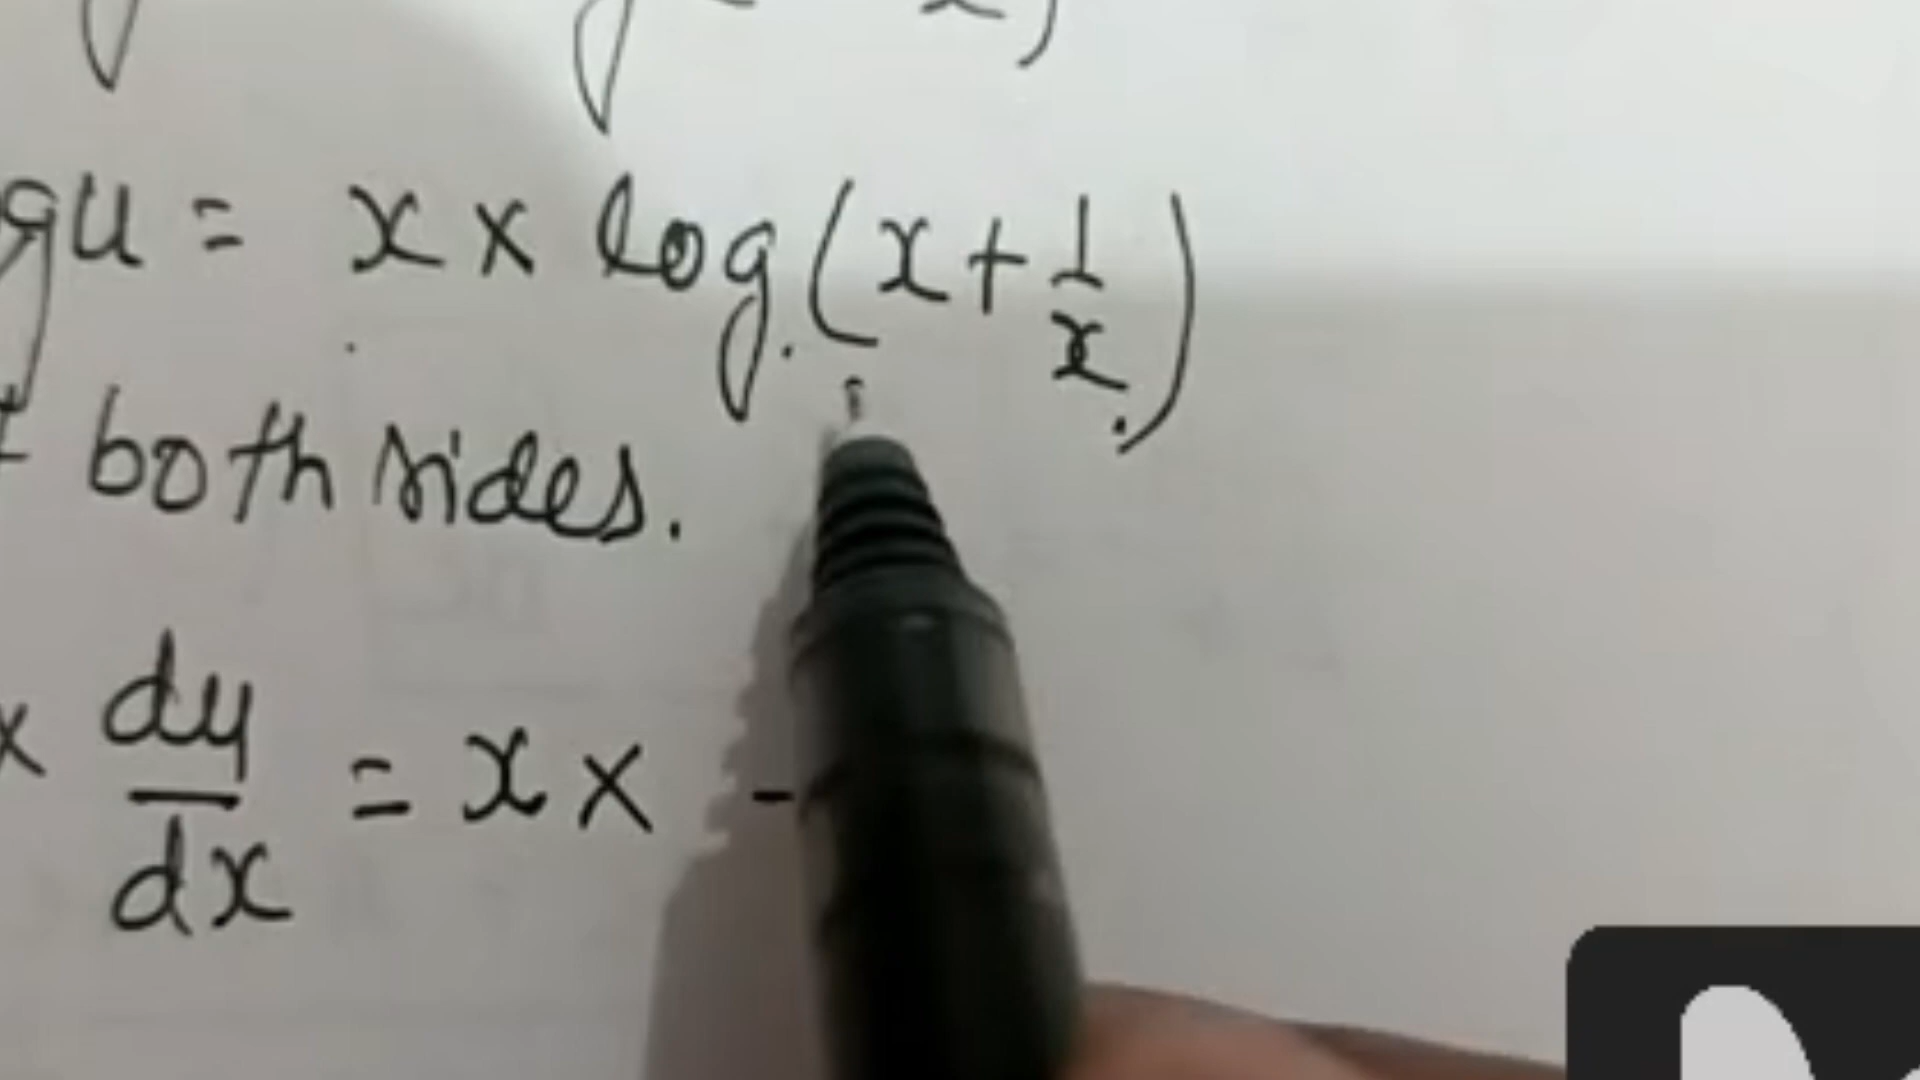 gu = x × log (x + 1/x)
both sides.
× dy/dx = x × -